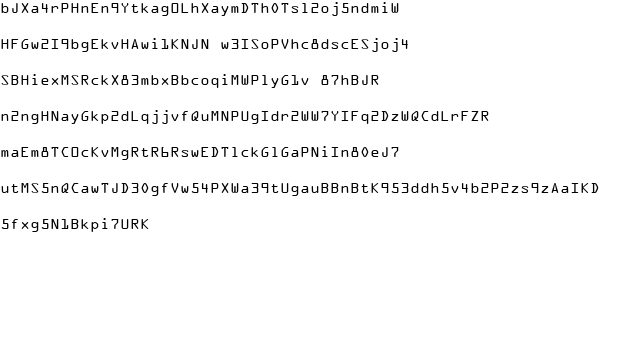 bJXa4rPHnEn9YtkagOLhXaymDTh0Tsl2oj5ndmiW
HFGw2I9bgEkvHAwi1KNJN w3ISoPVhc8dscESjoj4
SBHiexMSRckX83mbxBbcoqiMWPlyG1v 87hBJR
n2ngHNayGkp2dLqjjvfQuMNPUgIdr2WW7YIFq2DzWQCdLrFZR
maEm8TCOcKvMgRtR6RswEDTlckG1GaPNiIn80eJ7
utMS5nQCawTJD30gfVw54PXWa39tUgauBBnBtK953ddh5v4b2P2zs9zAaIKD
5fxg5N1Bkpi7URK